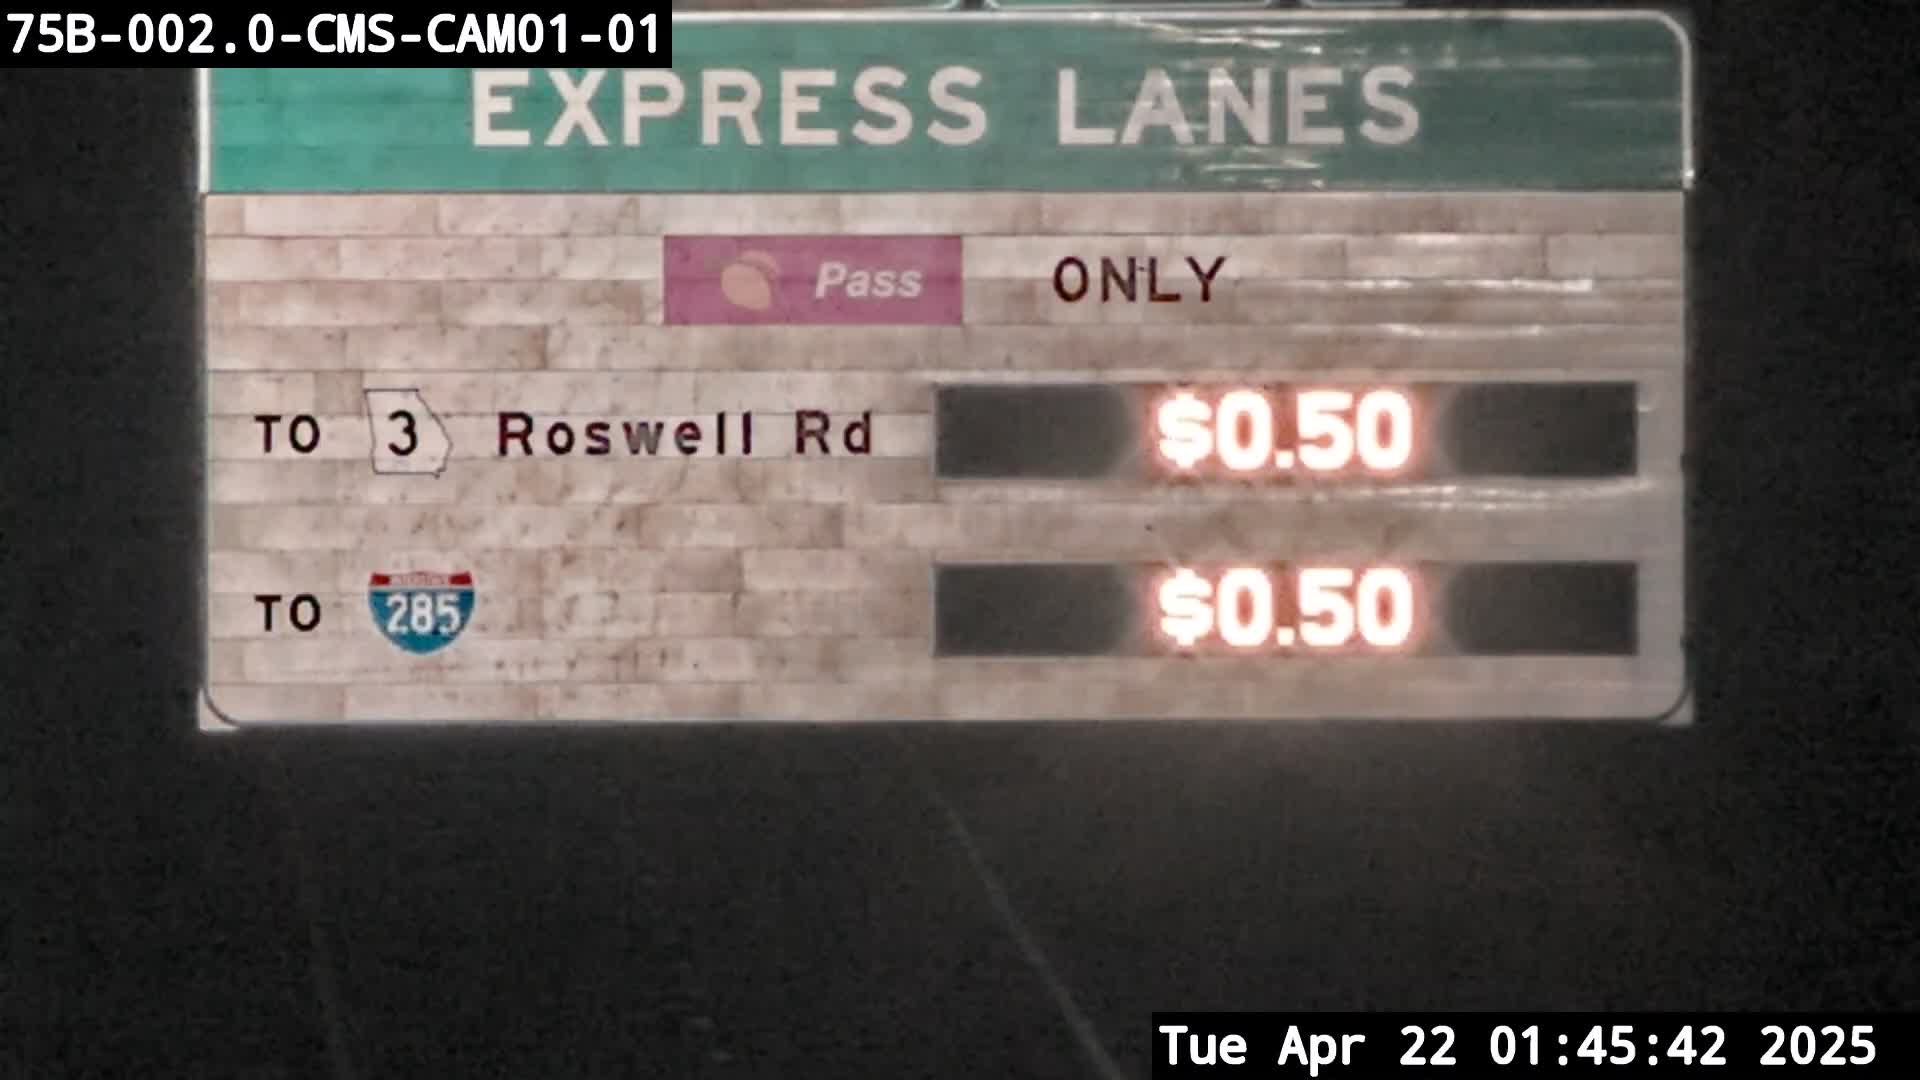 75B-002.0-CMS-CAM01-01
EXPRESS LANES
Pass ONLY
TO 3 Roswell Rd $0.50
INTERSTATE
TO 285 $0.50
Tue Apr 22 01:45:42 2025